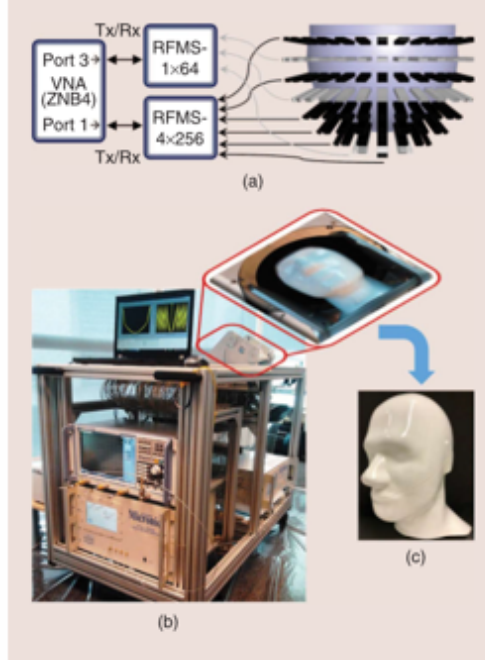 Tx/Rx
Port 3→
VNA
(ZNB4)
Port 1→
RFMS-
1×64
RFMS-
4×256
Tx/Rx
(a)
(b)
(c)